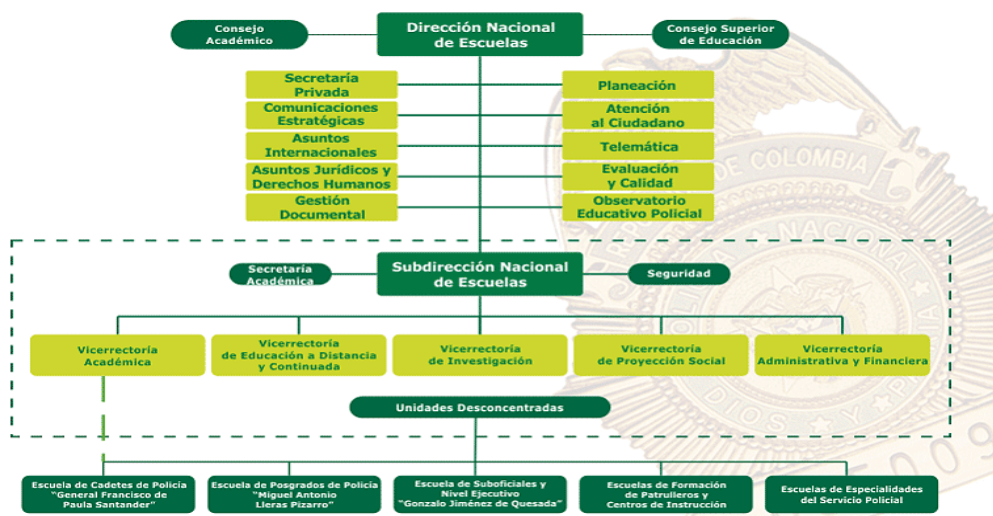 Consejo
Académico
Dirección Nacional
de Escuelas
Consejo Superior
de Educación
Secretaría
Privada
Planeación
Comunicaciones
Estratégicas
Atención
al Ciudadano
Asuntos
Internacionales
Telemática
Asuntos Jurídicos y
Derechos Humanos
Evaluación
y Calidad
Gestión
Documental
Observatorio
Educativo Policial
DE COLOMBIA
NACIONAL
DIOS Y PATRIA
Secretaría
Académica
Subdirección Nacional
de Escuelas
Seguridad
Vicerrectoría
Académica
Vicerrectoría
de Educación a Distancia
y Continuada
Vicerrectoría
de Investigación
Vicerrectoría
de Proyección Social
Vicerrectoría
Administrativa y Financiera
Unidades Desconcentradas
Escuela de Cadetes de Policía
“General Francisco de
Paula Santander”
Escuela de Posgrados de Policía
“Miguel Antonio
Lleras Pizarro”
Escuela de Suboficiales y
Nivel Ejecutivo
“Gonzalo Jiménez de Quesada”
Escuelas de Formación
de Patrulleros y
Centros de Instrucción
Escuelas de Especialidades
del Servicio Policial